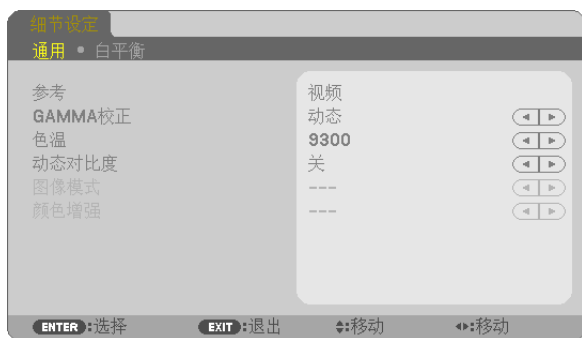 细节设定
通用 • 白平衡
参考 视频
GAMMA校正 动态
色温 9300
动态对比度 关
图像模式 ---
颜色增强 ---
ENTER:选择 EXIT:退出 :移动 :移动